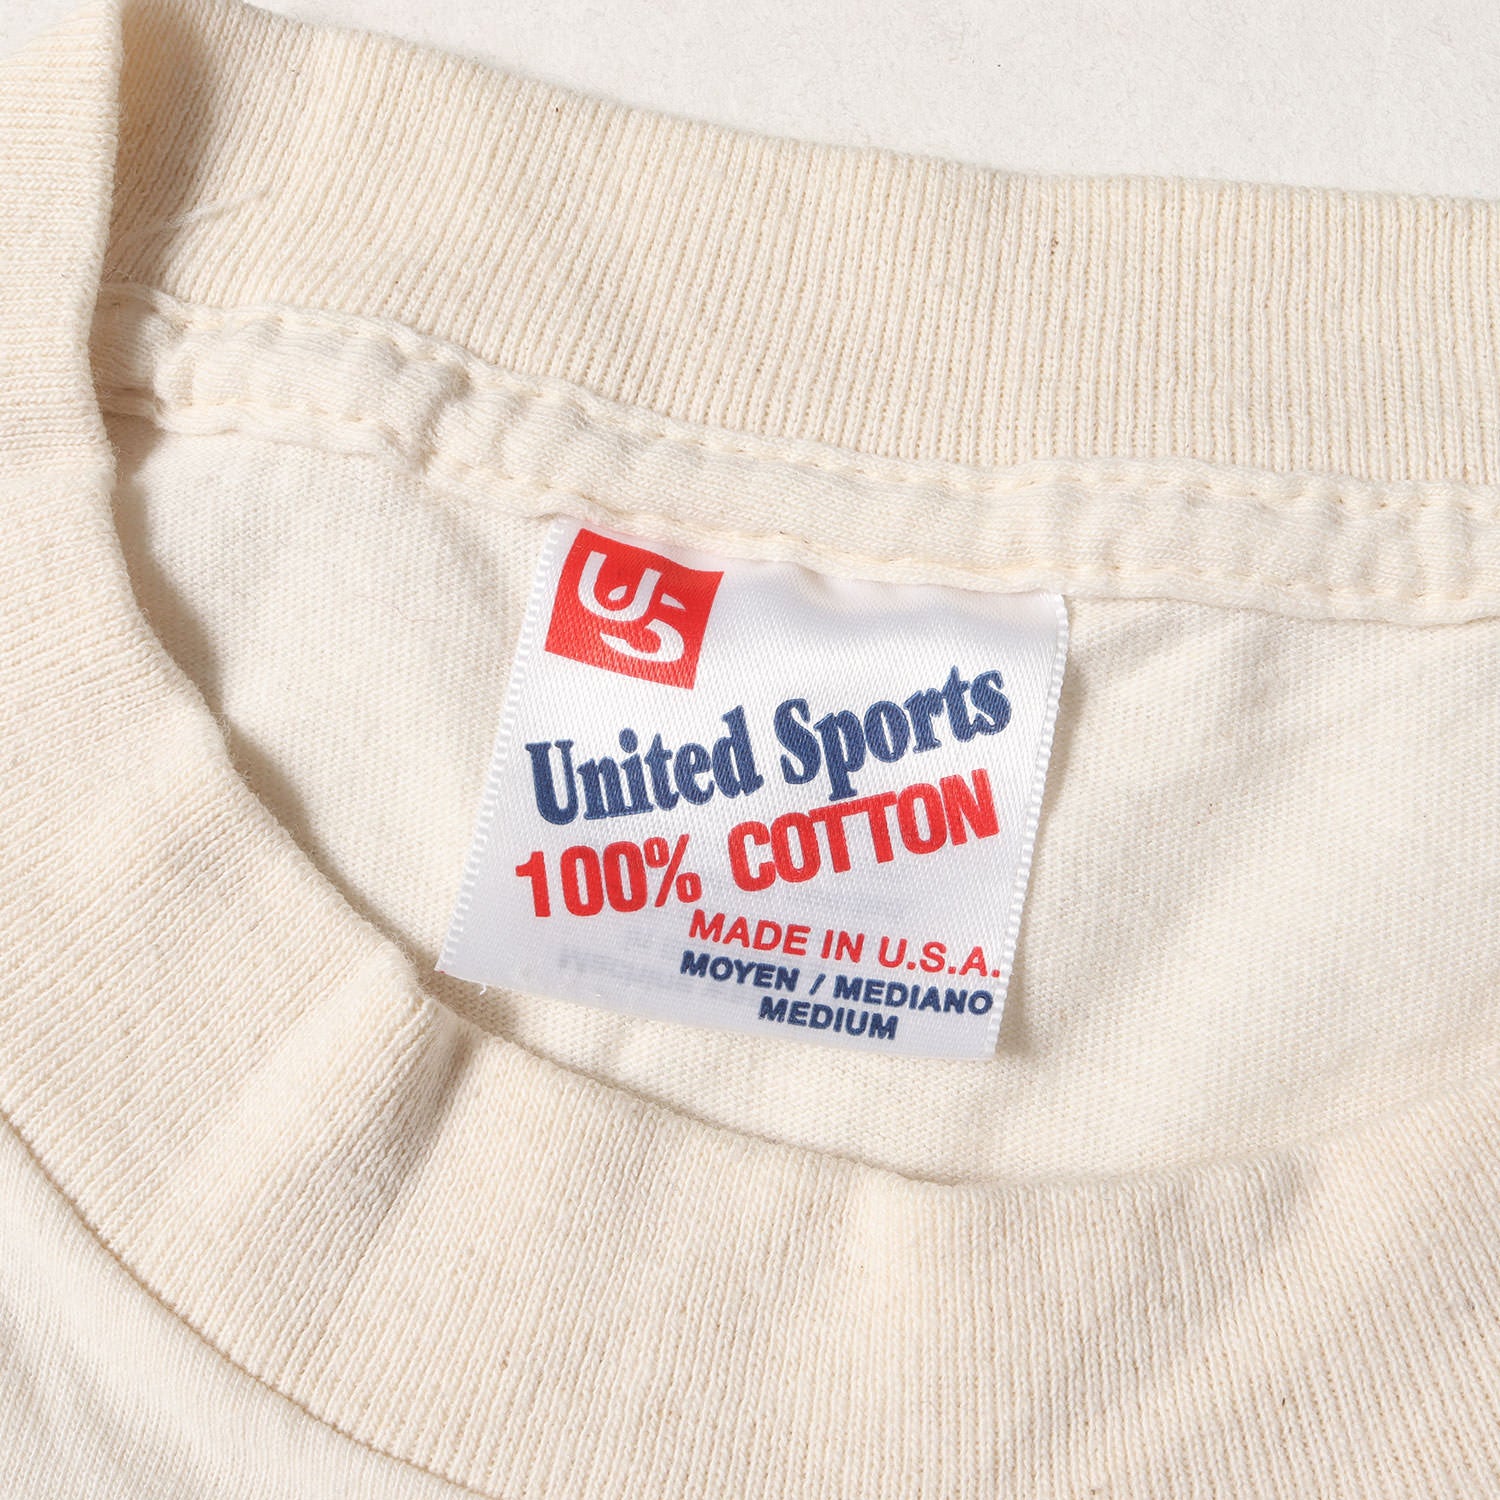 US
United Sports
100% COTTON
MADE IN U.S.A.
MOYEN / MEDIANO
MEDIUM